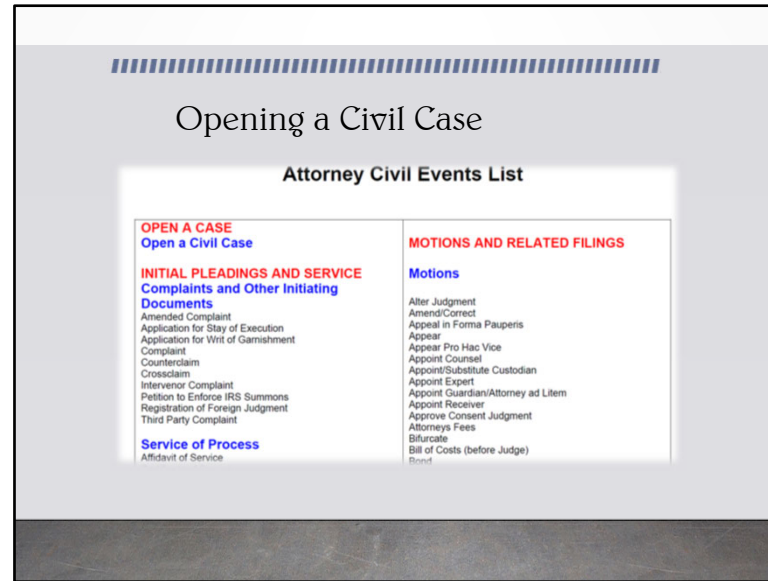 Opening a Civil Case
Attorney Civil Events List
OPEN A CASE
Open a Civil Case
INITIAL PLEADINGS AND SERVICE
Complaints and Other Initiating
Documents
Amended Complaint
Application for Stay of Execution
Application for Writ of Garnishment
Complaint
Counterclaim
Crossclaim
Intervenor Complaint
Petition to Enforce IRS Summons
Registration of Foreign Judgment
Third Party Complaint
Service of Process
Affidavit of Service
MOTIONS AND RELATED FILINGS
Motions
Alter Judgment
Amend/Correct
Appeal in Forma Pauperis
Appear
Appear Pro Hac Vice
Appoint Counsel
Appoint/Substitute Custodian
Appoint Expert
Appoint Guardian/Attorney ad Litem
Appoint Receiver
Approve Consent Judgment
Attorneys Fees
Bifurcate
Bill of Costs (before Judge)
Bond